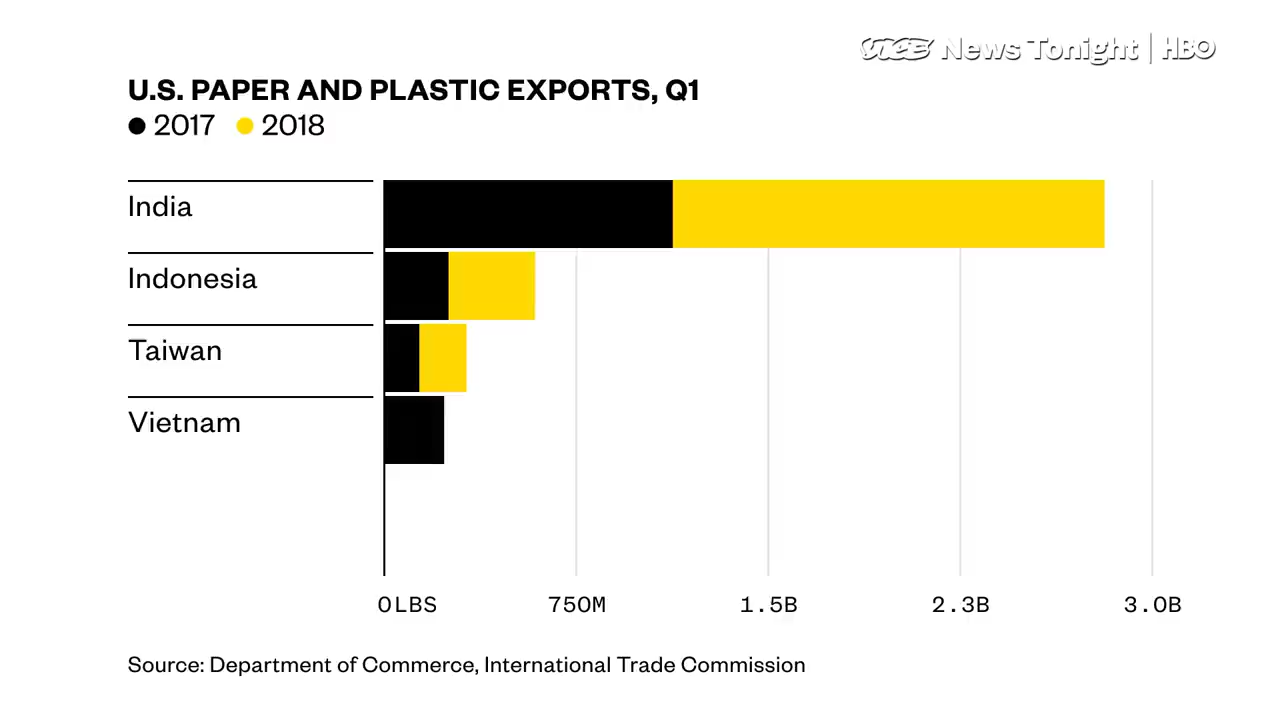 VICE News Tonight | HBO
U.S. PAPER AND PLASTIC EXPORTS, Q1
2017 2018
India
Indonesia
Taiwan
Vietnam
0LBS 750M 1.5B 2.3B 3.0B
Source: Department of Commerce, International Trade Commission